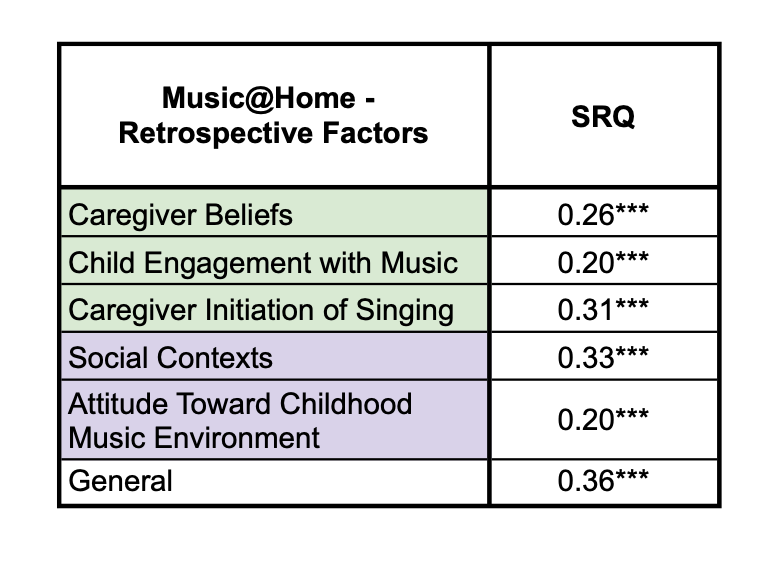 Music@Home -
Retrospective Factors
SRQ
Caregiver Beliefs
0.26***
Child Engagement with Music
0.20***
Caregiver Initiation of Singing
0.31***
Social Contexts
0.33***
Attitude Toward Childhood
Music Environment
0.20***
General
0.36***